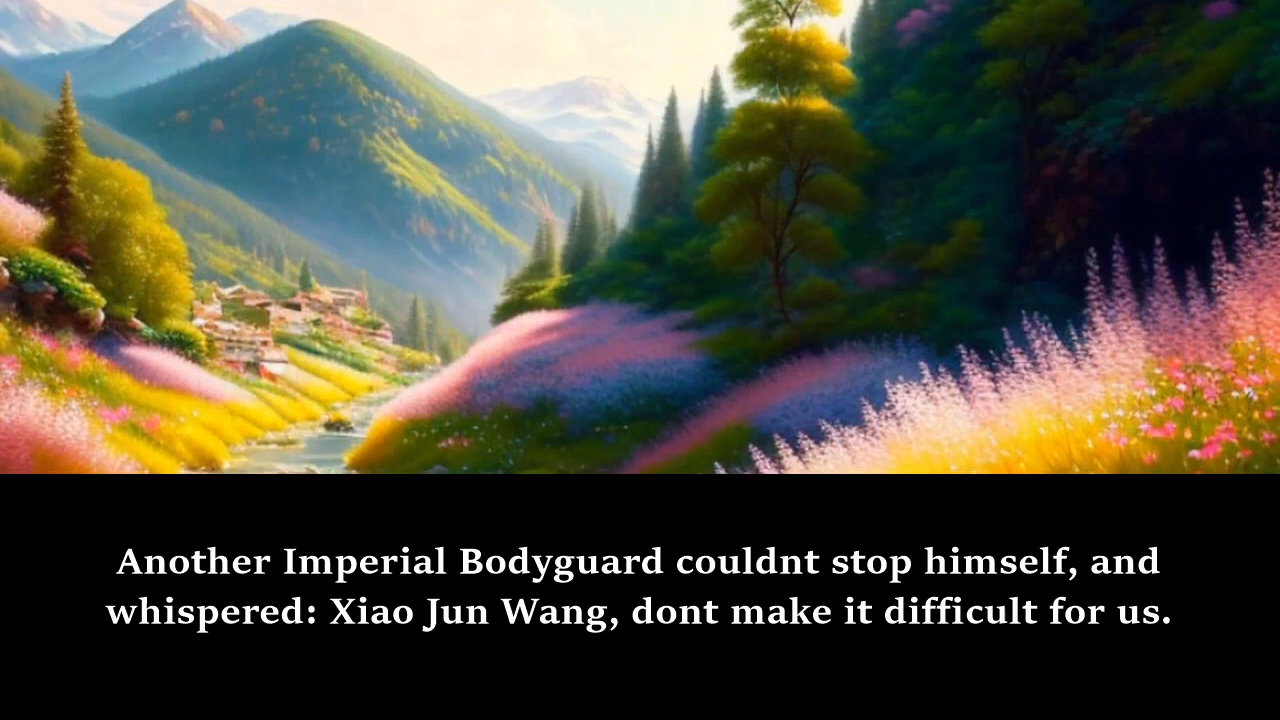 Another Imperial Bodyguard couldnt stop himself, and
whispered: Xiao Jun Wang, dont make it difficult for us.